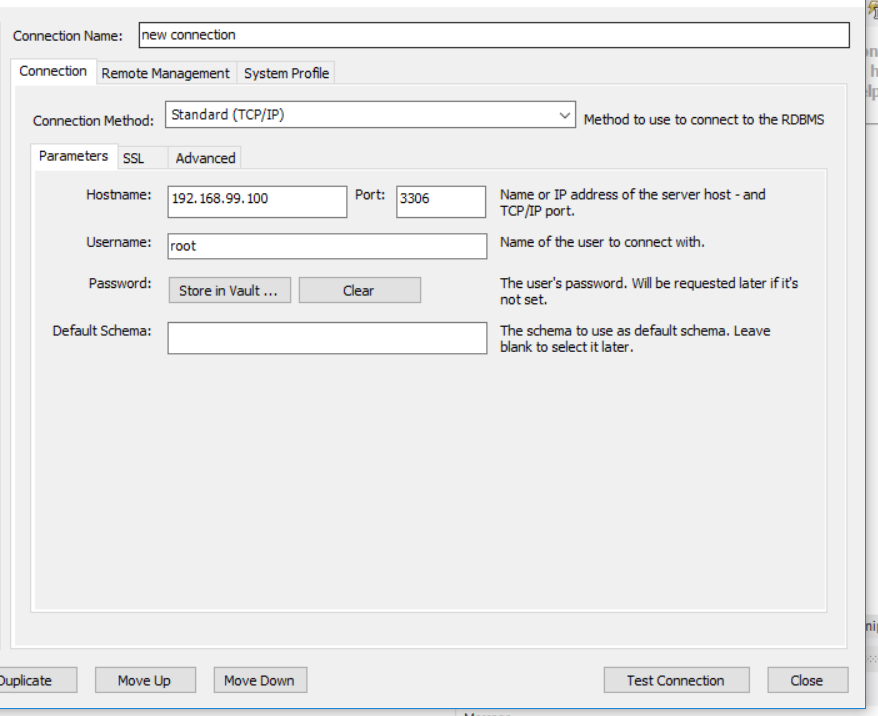 Connection Name: new connection
Connection Remote Management System Profile
Connection Method: Standard (TCP/IP) Method to use to connect to the RDBMS
Parameters SSL Advanced
Hostname: 192.168.99.100 Port: 3306 Name or IP address of the server host - and
TCP/IP port.
Username: root Name of the user to connect with.
Password: Store in Vault ... Clear The user's password. Will be requested later if it's
not set.
Default Schema: The schema to use as default schema. Leave
blank to select it later.
Duplicate Move Up Move Down Test Connection Close